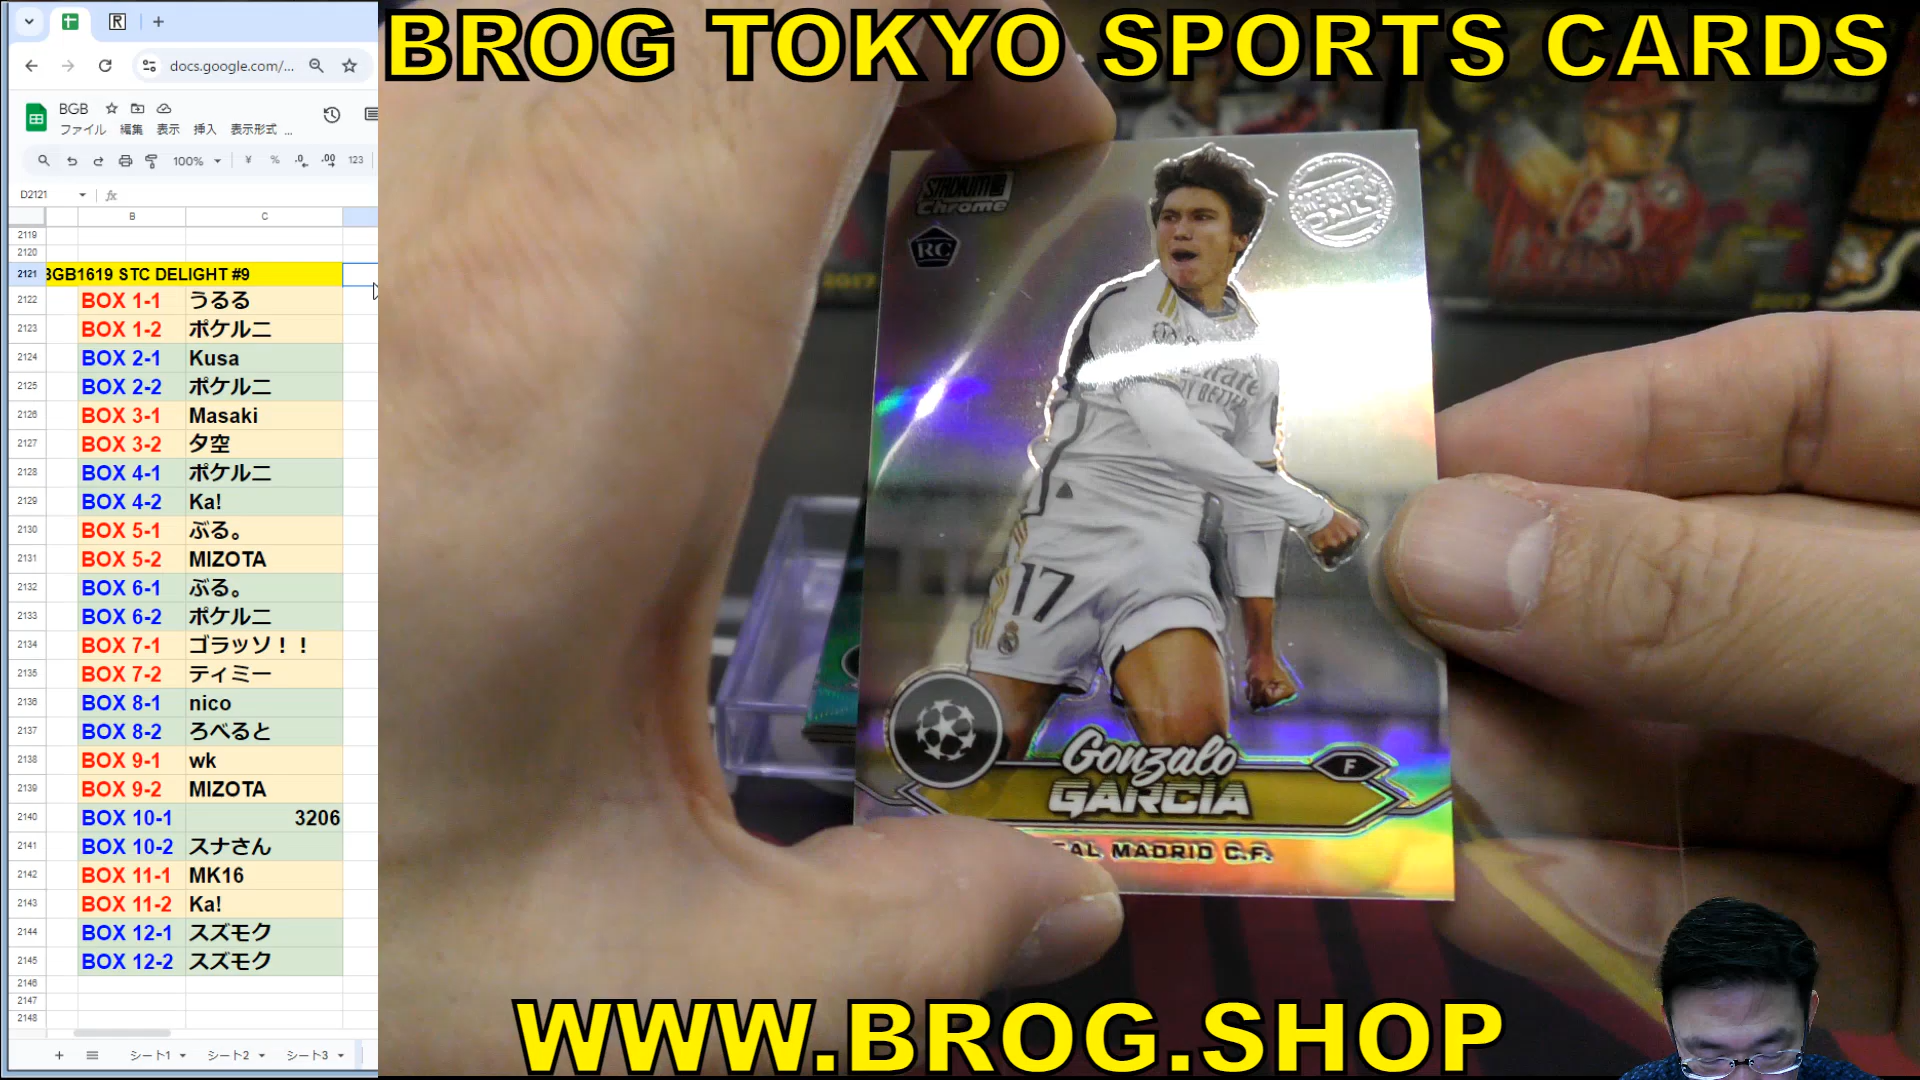 BROG TOKYO SPORTS CARDS
docs.google.com/...
BGB
ファイル 編集 表示 挿入 表示形式 ...
100% ¥ % .0 .00 123
D2121 fx
B C
2119
2120
2121 BGB1619 STC DELIGHT #9
2122 BOX 1-1 うるる
2123 BOX 1-2 ポケルニ
2124 BOX 2-1 Kusa
2125 BOX 2-2 ポケルニ
2126 BOX 3-1 Masaki
2127 BOX 3-2 夕空
2128 BOX 4-1 ポケルニ
2129 BOX 4-2 Ka!
2130 BOX 5-1 ぶる。
2131 BOX 5-2 MIZOTA
2132 BOX 6-1 ぶる。
2133 BOX 6-2 ポケルニ
2134 BOX 7-1 ゴラッソ！！
2135 BOX 7-2 ティミー
2136 BOX 8-1 nico
2137 BOX 8-2 ろべると
2138 BOX 9-1 wk
2139 BOX 9-2 MIZOTA
2140 BOX 10-1 3206
2141 BOX 10-2 スナさん
2142 BOX 11-1 MK16
2143 BOX 11-2 Ka!
2144 BOX 12-1 スズモク
2145 BOX 12-2 スズモク
2146
2147
2148
シート1 シート2 シート3
STADIUM
Chrome
RC
MEMBERS
ONLY
17
Gonzalo
GARCÍA
F
AL MADRID C.F.
2017
2017
WWW.BROG.SHOP